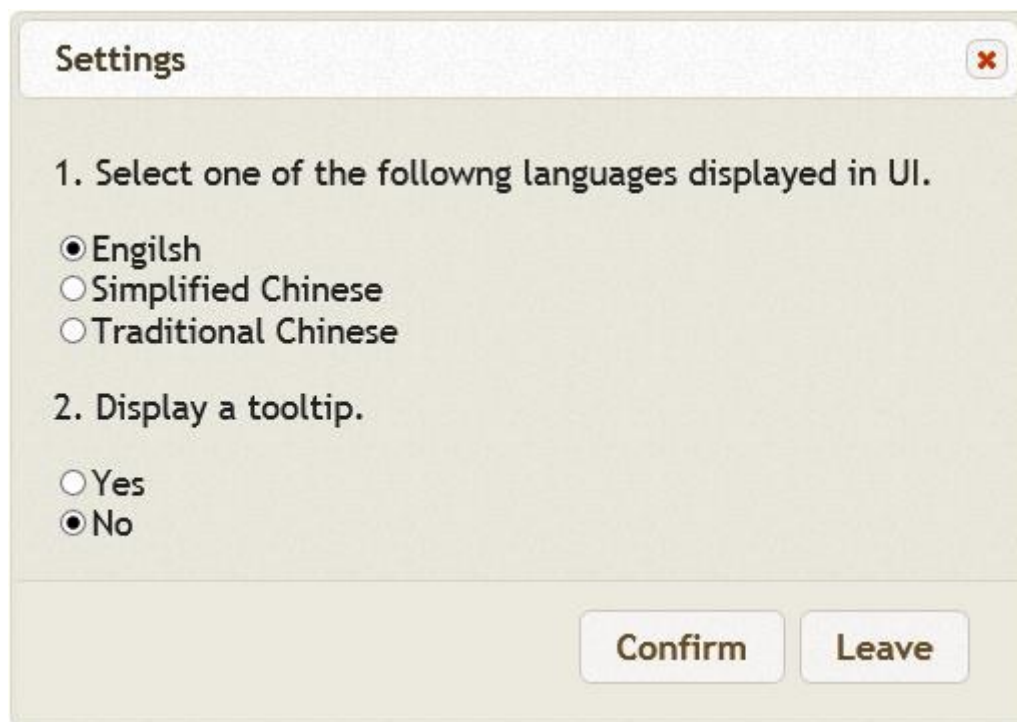 Settings
1. Select one of the followng languages displayed in UI.
Engilsh
Simplified Chinese
Traditional Chinese
2. Display a tooltip.
Yes
No
Confirm Leave